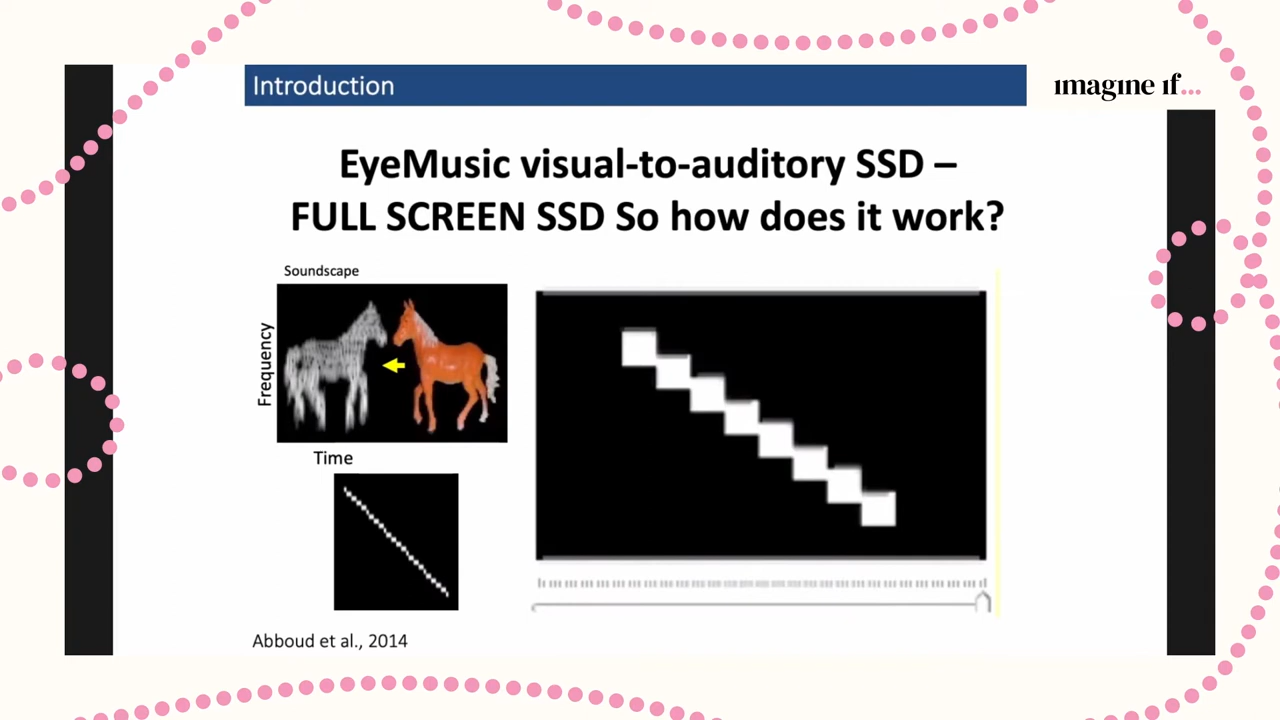 Introduction
imagine if...
EyeMusic visual-to-auditory SSD –
FULL SCREEN SSD So how does it work?
Soundscape
Frequency
Time
Abboud et al., 2014